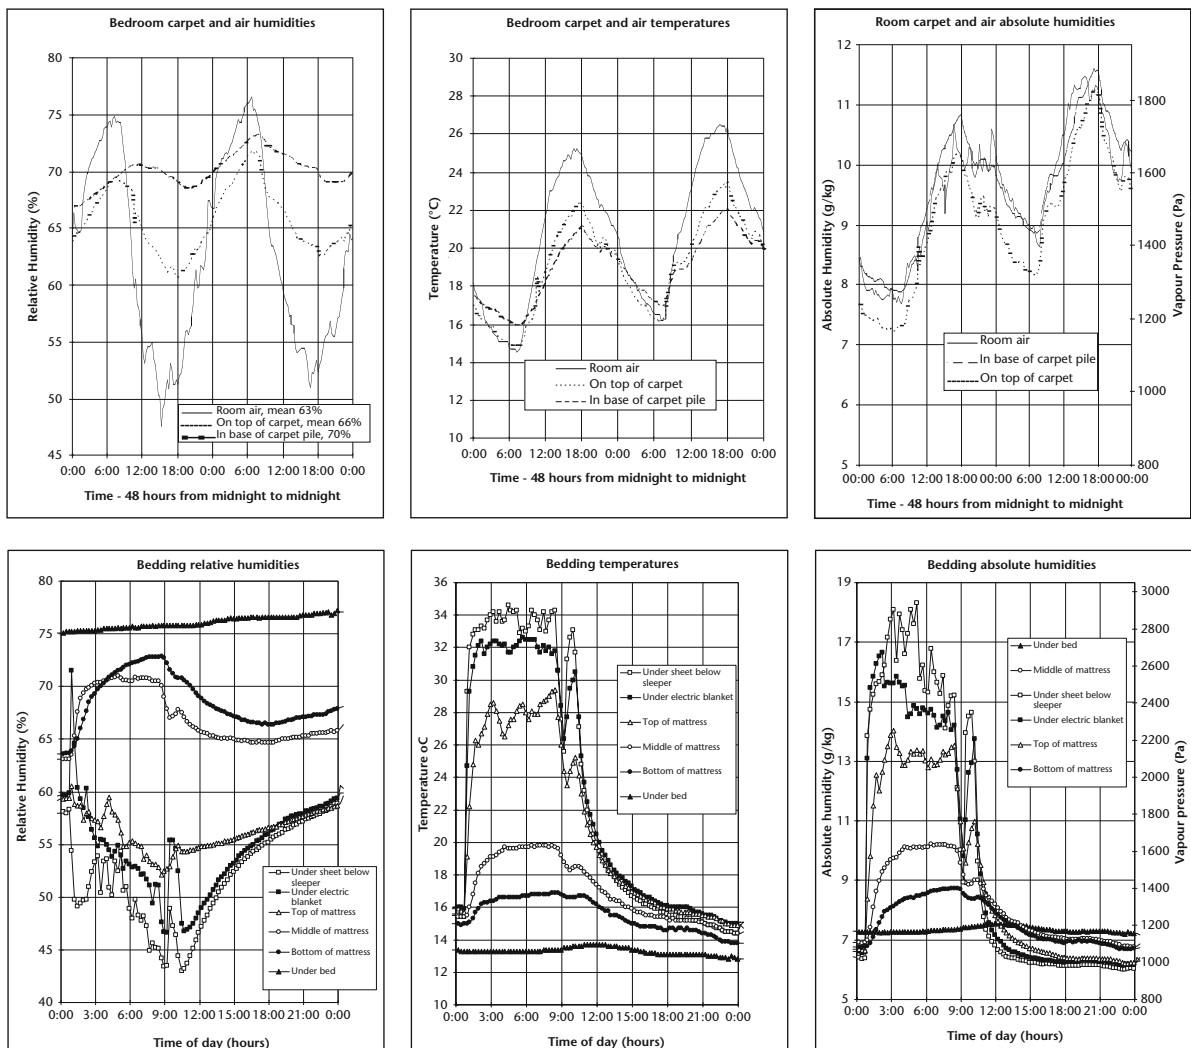 Bedroom carpet and air humidities
Relative Humidity (%)
80
75
70
65
60
55
50
45
Room air, mean 63%
On top of carpet, mean 66%
In base of carpet pile, 70%
0:00 6:00 12:00 18:00 0:00 6:00 12:00 18:00 0:00
Time - 48 hours from midnight to midnight
Bedroom carpet and air temperatures
Temperature (°C)
30
28
26
24
22
20
18
16
14
12
10
Room air
On top of carpet
In base of carpet pile
0:00 6:00 12:00 18:00 0:00 6:00 12:00 18:00 0:00
Time - 48 hours from midnight to midnight
Room carpet and air absolute humidities
Absolute Humidity (g/kg)
12
11
10
9
8
7
6
5
Vapour Pressure (Pa)
1800
1600
1400
1200
1000
800
Room air
In base of carpet pile
On top of carpet
00:00 6:00 12:00 18:00 00:00 6:00 12:00 18:00 00:00
Time - 48 hours from midnight to midnight
Bedding relative humidities
Relative Humidity (%)
80
75
70
65
60
55
50
45
40
Under sheet below
sleeper
Under electric
blanket
Top of mattress
Middle of mattress
Bottom of mattress
Under bed
0:00 3:00 6:00 9:00 12:00 15:00 18:00 21:00 0:00
Time of day (hours)
Bedding temperatures
Temperature oC
36
34
32
30
28
26
24
22
20
18
16
14
12
10
Under sheet below
sleeper
Under electric blanket
Top of mattress
Middle of mattress
Bottom of mattress
Under bed
0:00 3:00 6:00 9:00 12:00 15:00 18:00 21:00 0:00
Time of day (hours)
Bedding absolute humidities
Absolute humidity (g/kg)
19
17
15
13
11
9
7
5
Vapour pressure (Pa)
3000
2800
2600
2400
2200
2000
1800
1600
1400
1200
1000
800
Under bed
Middle of mattress
Under sheet below
sleeper
Under electric blanket
Top of mattress
Bottom of mattress
0:00 3:00 6:00 9:00 12:00 15:00 18:00 21:00 0:00
Time of day (hours)